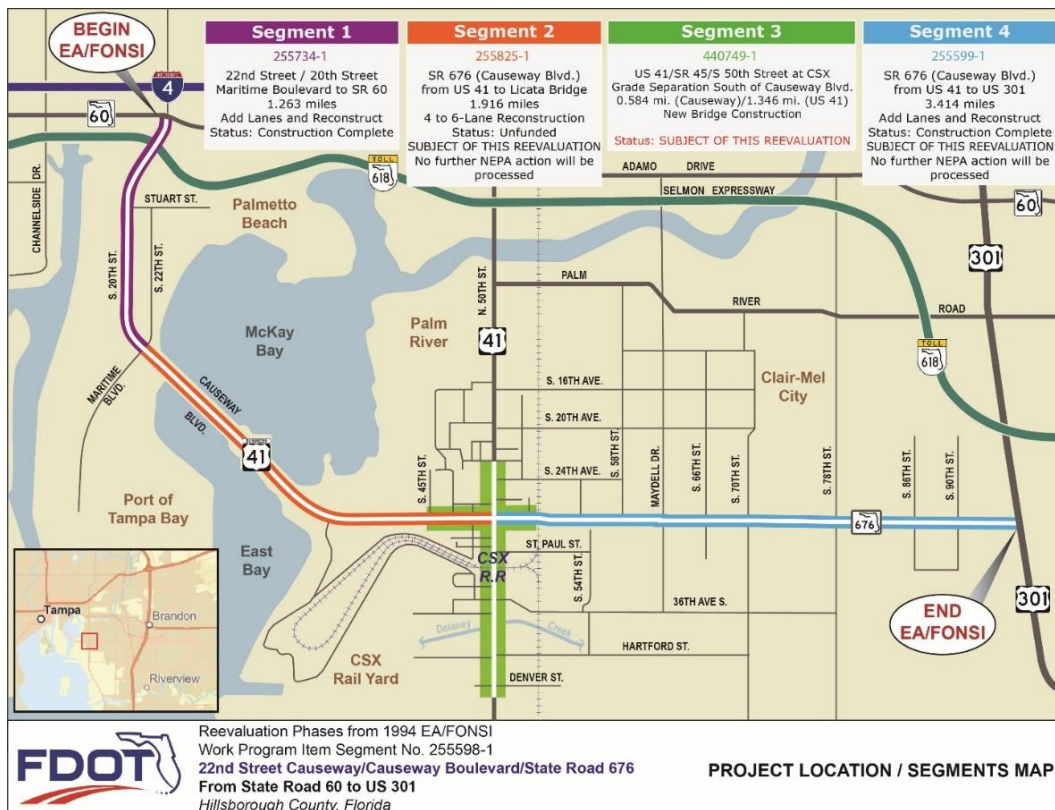 BEGIN
EA/FONSI
Segment 1
255734-1
22nd Street / 20th Street
Maritime Boulevard to SR 60
1.263 miles
Add Lanes and Reconstruct
Status: Construction Complete
Segment 2
255825-1
SR 676 (Causeway Blvd.)
from US 41 to Licata Bridge
1.916 miles
4 to 6-Lane Reconstruction
Status: Unfunded
SUBJECT OF THIS REEVALUATION
No further NEPA action will be
processed
Segment 3
440749-1
US 41/SR 45/S 50th Street at CSX
Grade Separation South of Causeway Blvd.
0.584 mi. (Causeway)/1.346 mi. (US 41)
New Bridge Construction
Status: SUBJECT OF THIS REEVALUATION
Segment 4
255599-1
SR 676 (Causeway Blvd.)
from US 41 to US 301
3.414 miles
Add Lanes and Reconstruct
Status: Construction Complete
SUBJECT OF THIS REEVALUATION
No further NEPA action will be
processed
4
60
TOLL
618
ADAMO DRIVE
SELMON EXPRESSWAY
60
CHANNELSIDE DR.
STUART ST.
S. 20TH ST.
S. 22TH ST.
Palmetto
Beach
N. 50TH ST.
301
PALM
RIVER
ROAD
McKay
Bay
Palm
River
41
TOLL
618
Clair-Mel
City
MARITIME BLVD.
CAUSEWAY
BLVD.
BUSINESS
41
S. 16TH AVE.
S. 20TH AVE.
S. 24TH AVE.
S. 45TH ST.
S. 58TH ST.
MAYDELL DR.
S. 66TH ST.
S. 70TH ST.
S. 78TH ST.
S. 86TH ST.
S. 90TH ST.
Port of
Tampa Bay
East
Bay
676
ST. PAUL ST.
CSX
R.R
S. 54TH ST.
36TH AVE S.
Delaney
Creek
HARTFORD ST.
CSX
Rail Yard
DENVER ST.
END
EA/FONSI
301
Tampa
Brandon
Riverview
FDOT
Reevaluation Phases from 1994 EA/FONSI
Work Program Item Segment No. 255598-1
22nd Street Causeway/Causeway Boulevard/State Road 676
From State Road 60 to US 301
Hillsborough County, Florida
PROJECT LOCATION / SEGMENTS MAP